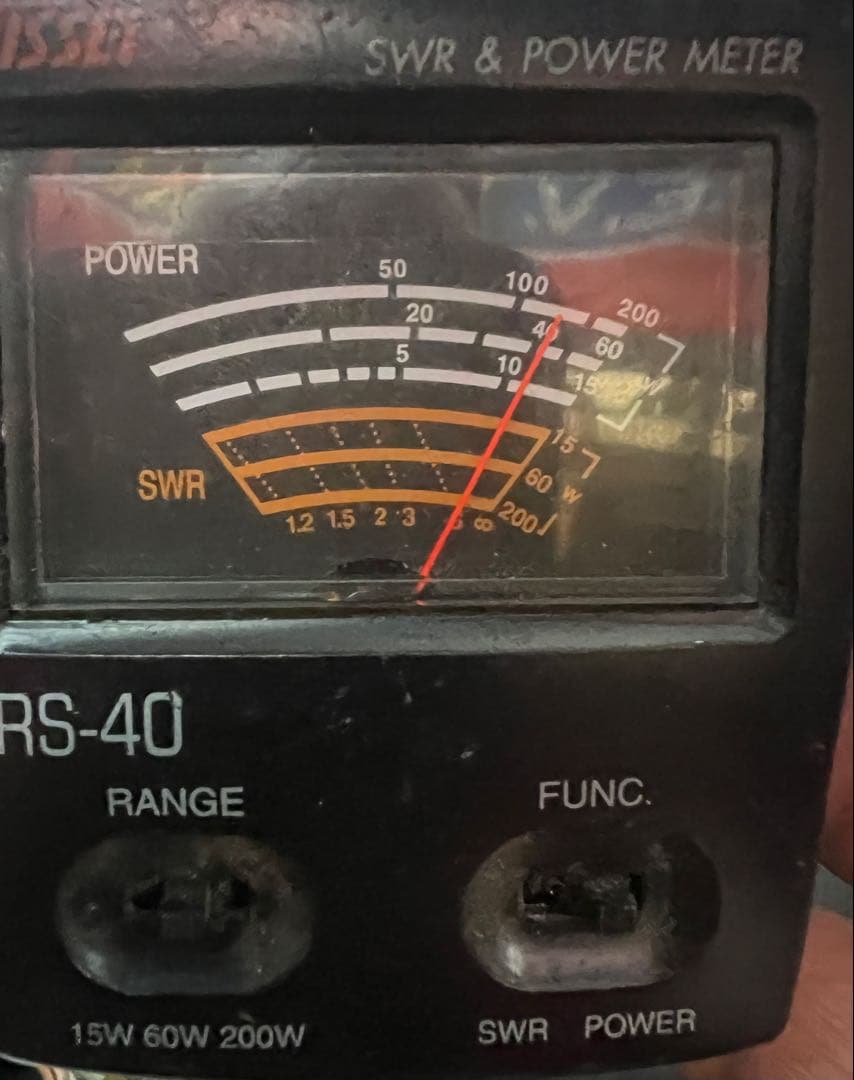 SWR & POWER METER
POWER
50 100 200
20 40 60
5 10 15 W
SWR
15
60 W
200
1.2 1.5 2 3 ∞
RS-40
RANGE FUNC.
15W 60W 200W SWR POWER